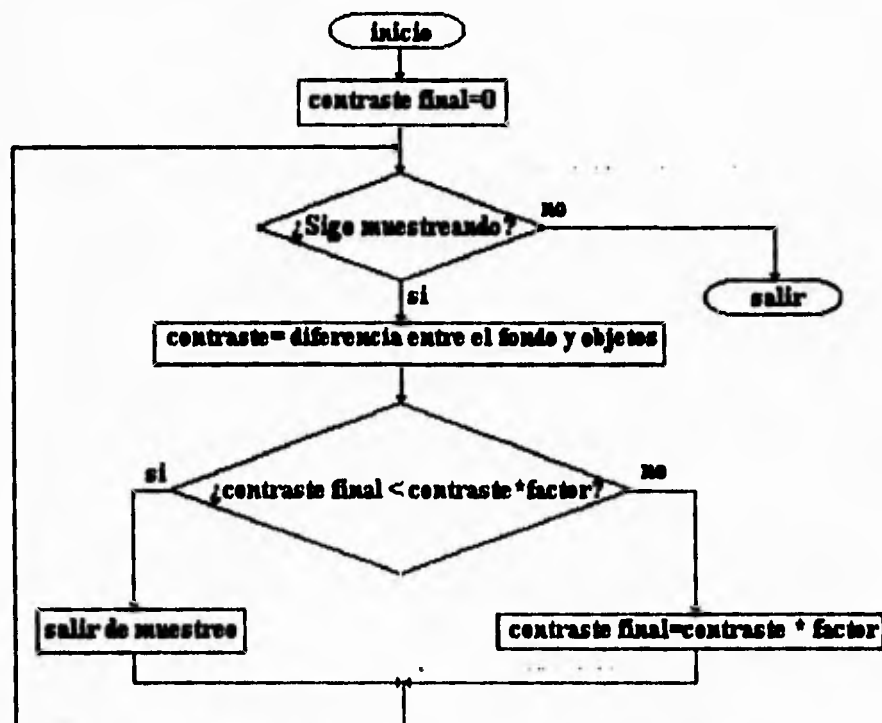 inicio
contraste final=0
¿Sigo muestreando?
no
si
salir
contraste= diferencia entre el fondo y objetos
si
¿contraste final < contraste*factor?
no
salir de muestreo
contraste final=contraste * factor